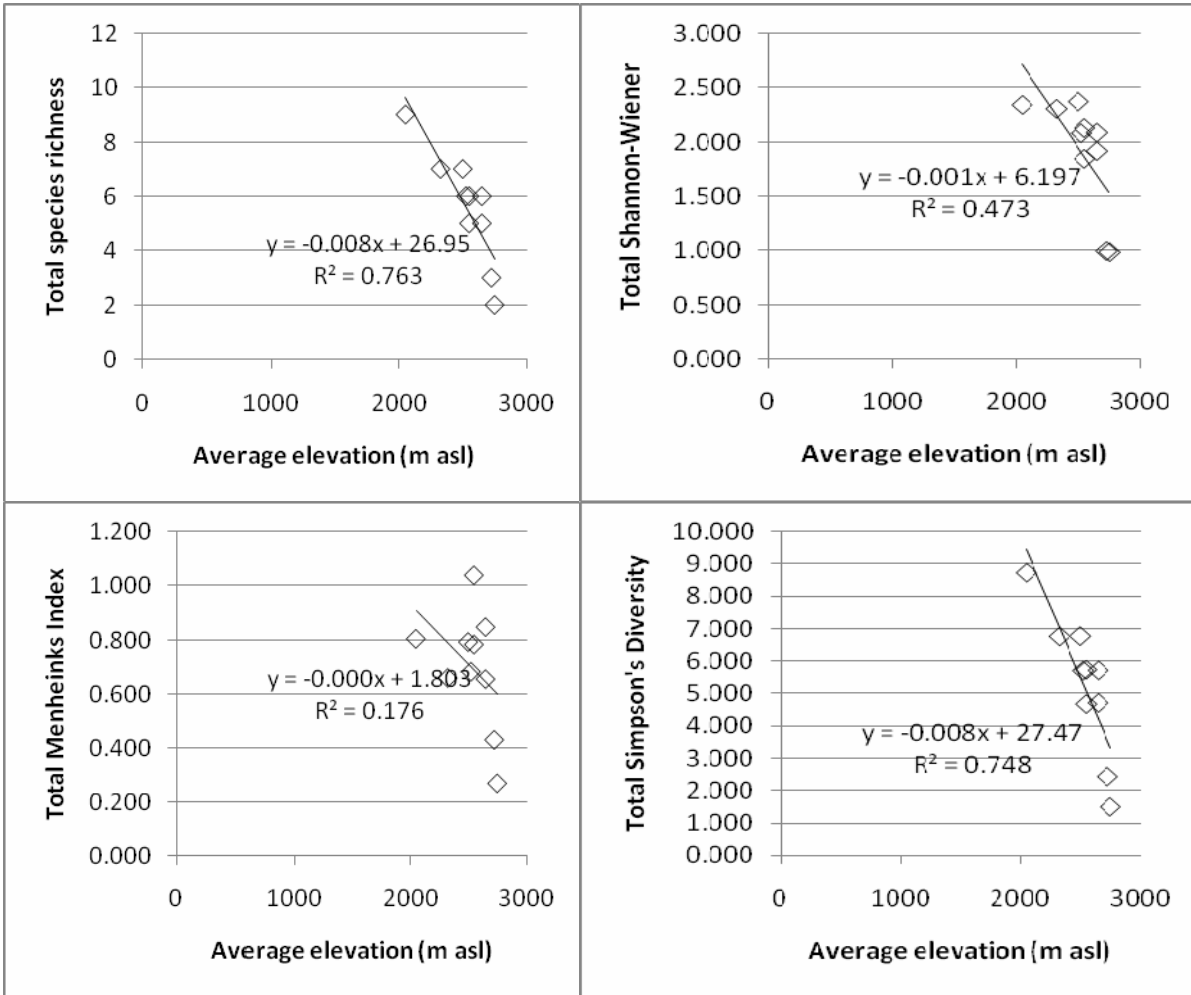 12
10
8
6
4
2
0
Total species richness
y = -0.008x + 26.95
R² = 0.763
0 1000 2000 3000
Average elevation (m asl)
3.000
2.500
2.000
1.500
1.000
0.500
0.000
Total Shannon-Wiener
y = -0.001x + 6.197
R² = 0.473
0 1000 2000 3000
Average elevation (m asl)
1.200
1.000
0.800
0.600
0.400
0.200
0.000
Total Menheinks Index
y = -0.000x + 1.803
R² = 0.176
0 1000 2000 3000
Average elevation (m asl)
10.000
9.000
8.000
7.000
6.000
5.000
4.000
3.000
2.000
1.000
0.000
Total Simpson's Diversity
y = -0.008x + 27.47
R² = 0.748
0 1000 2000 3000
Average elevation (m asl)